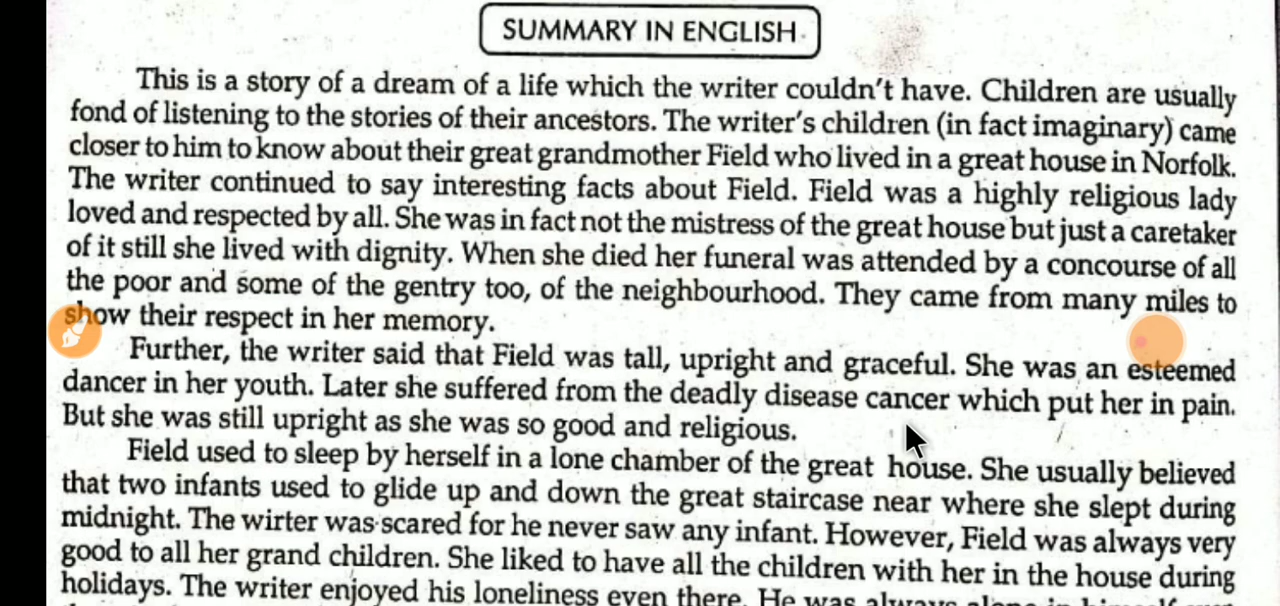 SUMMARY IN ENGLISH
This is a story of a dream of a life which the writer couldn't have. Children are usually
fond of listening to the stories of their ancestors. The writer's children (in fact imaginary) came
closer to him to know about their great grandmother Field who lived in a great house in Norfolk.
The writer continued to say interesting facts about Field. Field was a highly religious lady
loved and respected by all. She was in fact not the mistress of the great house but just a caretaker
of it still she lived with dignity. When she died her funeral was attended by a concourse of all
the poor and some of the gentry too, of the neighbourhood. They came from many miles to
show their respect in her memory.
Further, the writer said that Field was tall, upright and graceful. She was an esteemed
dancer in her youth. Later she suffered from the deadly disease cancer which put her in pain.
But she was still upright as she was so good and religious.
Field used to sleep by herself in a lone chamber of the great house. She usually believed
that two infants used to glide up and down the great staircase near where she slept during
midnight. The wirter was scared for he never saw any infant. However, Field was always very
good to all her grand children. She liked to have all the children with her in the house during
holidays. The writer enjoyed his loneliness even there. He was always alone in himself